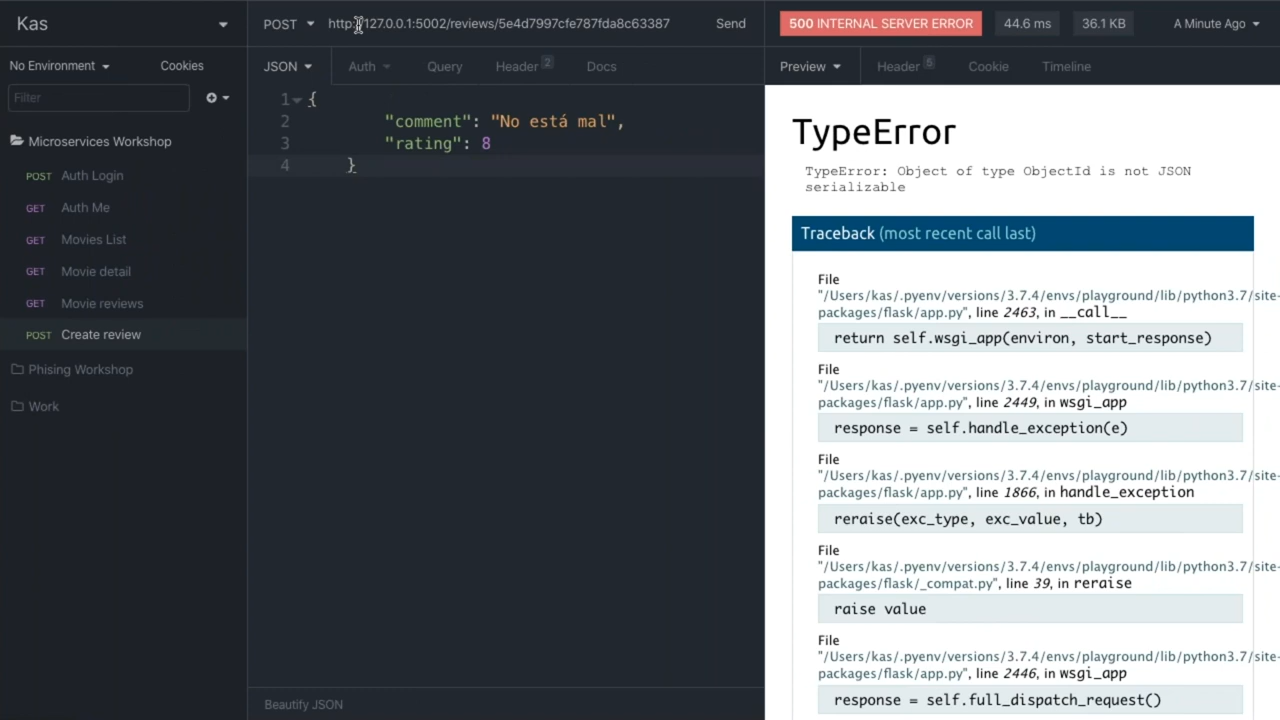 Kas
No Environment
Cookies
Filter
Microservices Workshop
POST Auth Login
GET Auth Me
GET Movies List
GET Movie detail
GET Movie reviews
POST Create review
Phising Workshop
Work
POST http://127.0.0.1:5002/reviews/5e4d7997cfe787fda8c63387 Send
JSON Auth Query Header 2 Docs
1 {
2 "comment": "No está mal",
3 "rating": 8
4 }
Beautify JSON
500 INTERNAL SERVER ERROR 44.6 ms 36.1 KB A Minute Ago
Preview Header 5 Cookie Timeline
TypeError
TypeError: Object of type ObjectId is not JSON
serializable
Traceback (most recent call last)
File
"/Users/kas/.pyenv/versions/3.7.4/envs/playground/lib/python3.7/site-
packages/flask/app.py", line 2463, in __call__
return self.wsgi_app(environ, start_response)
File
"/Users/kas/.pyenv/versions/3.7.4/envs/playground/lib/python3.7/site-
packages/flask/app.py", line 2449, in wsgi_app
response = self.handle_exception(e)
File
"/Users/kas/.pyenv/versions/3.7.4/envs/playground/lib/python3.7/site-
packages/flask/app.py", line 1866, in handle_exception
reraise(exc_type, exc_value, tb)
File
"/Users/kas/.pyenv/versions/3.7.4/envs/playground/lib/python3.7/site-
packages/flask/_compat.py", line 39, in reraise
raise value
File
"/Users/kas/.pyenv/versions/3.7.4/envs/playground/lib/python3.7/site-
packages/flask/app.py", line 2446, in wsgi_app
response = self.full_dispatch_request()